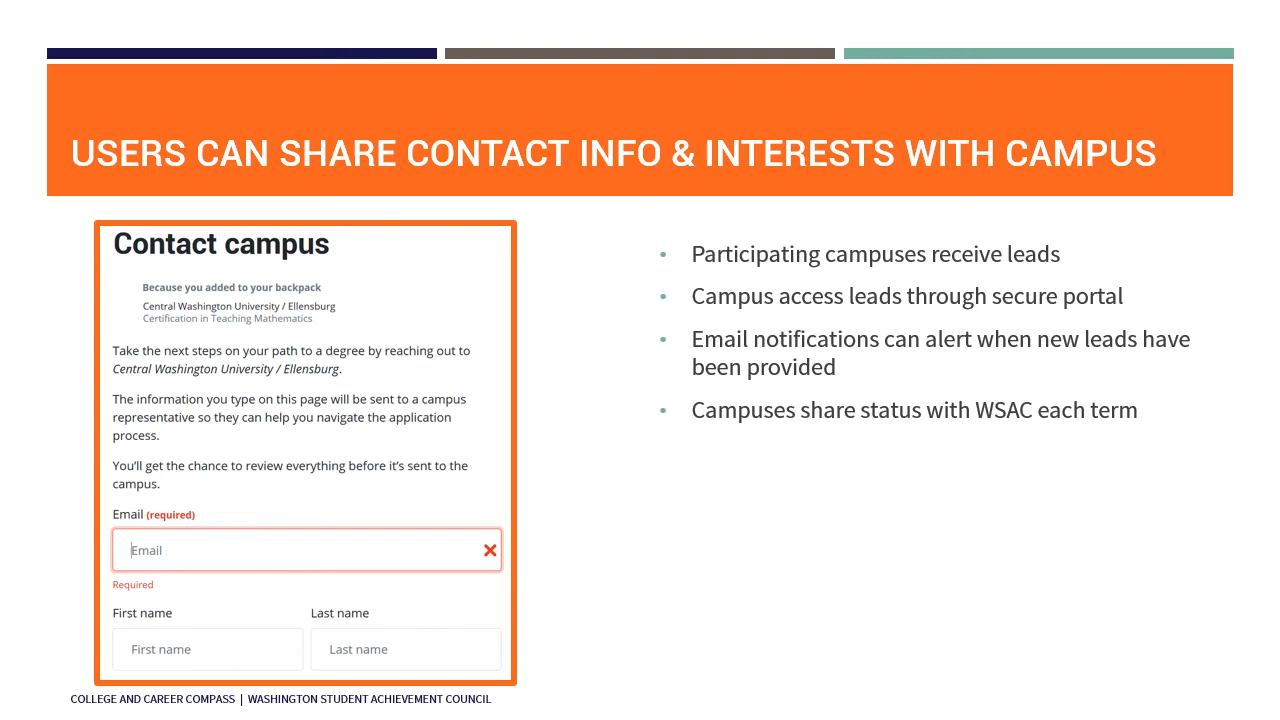 USERS CAN SHARE CONTACT INFO & INTERESTS WITH CAMPUS
Contact campus
Because you added to your backpack
Central Washington University / Ellensburg
Certification in Teaching Mathematics
Take the next steps on your path to a degree by reaching out to
Central Washington University / Ellensburg.
The information you type on this page will be sent to a campus
representative so they can help you navigate the application
process.
You'll get the chance to review everything before it's sent to the
campus.
Email (required)
Email
Required
First name Last name
First name Last name
• Participating campuses receive leads
• Campus access leads through secure portal
• Email notifications can alert when new leads have
been provided
• Campuses share status with WSAC each term
COLLEGE AND CAREER COMPASS | WASHINGTON STUDENT ACHIEVEMENT COUNCIL